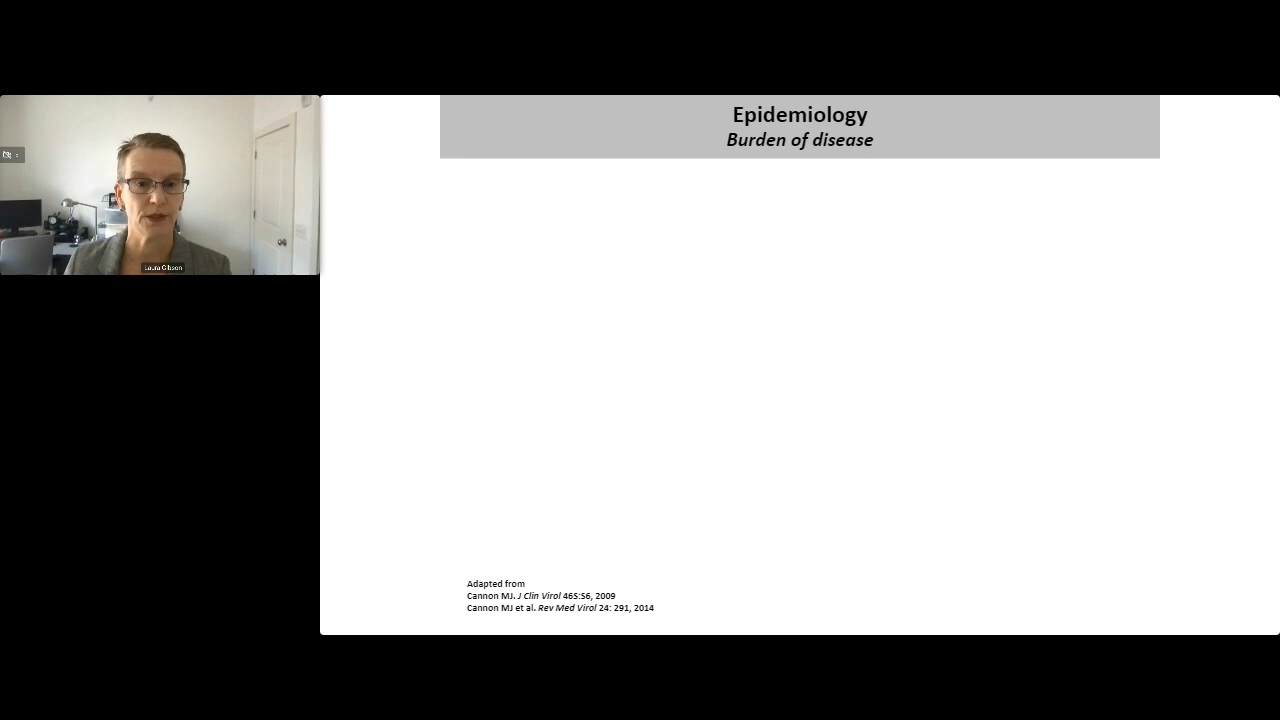 Epidemiology
Burden of disease
Laura Gibson
Adapted from
Cannon MJ. J Clin Virol 46S:S6, 2009
Cannon MJ et al. Rev Med Virol 24: 291, 2014